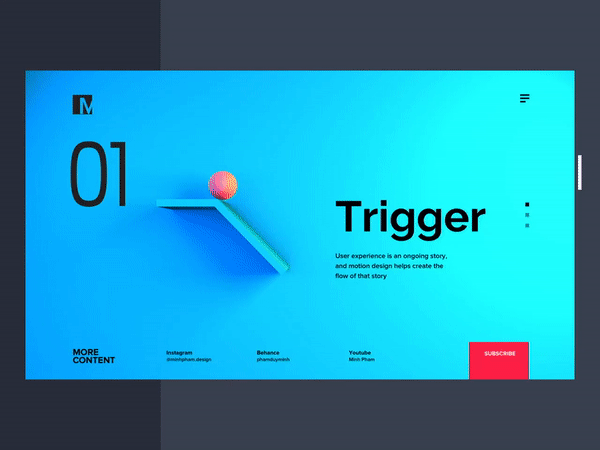 M
01
Trigger
User experience is an ongoing story,
and motion design helps create the
flow of that story
MORE
CONTENT
Instagram
@minhpham.design
Behance
phamduyminh
Youtube
Minh Pham
SUBSCRIBE